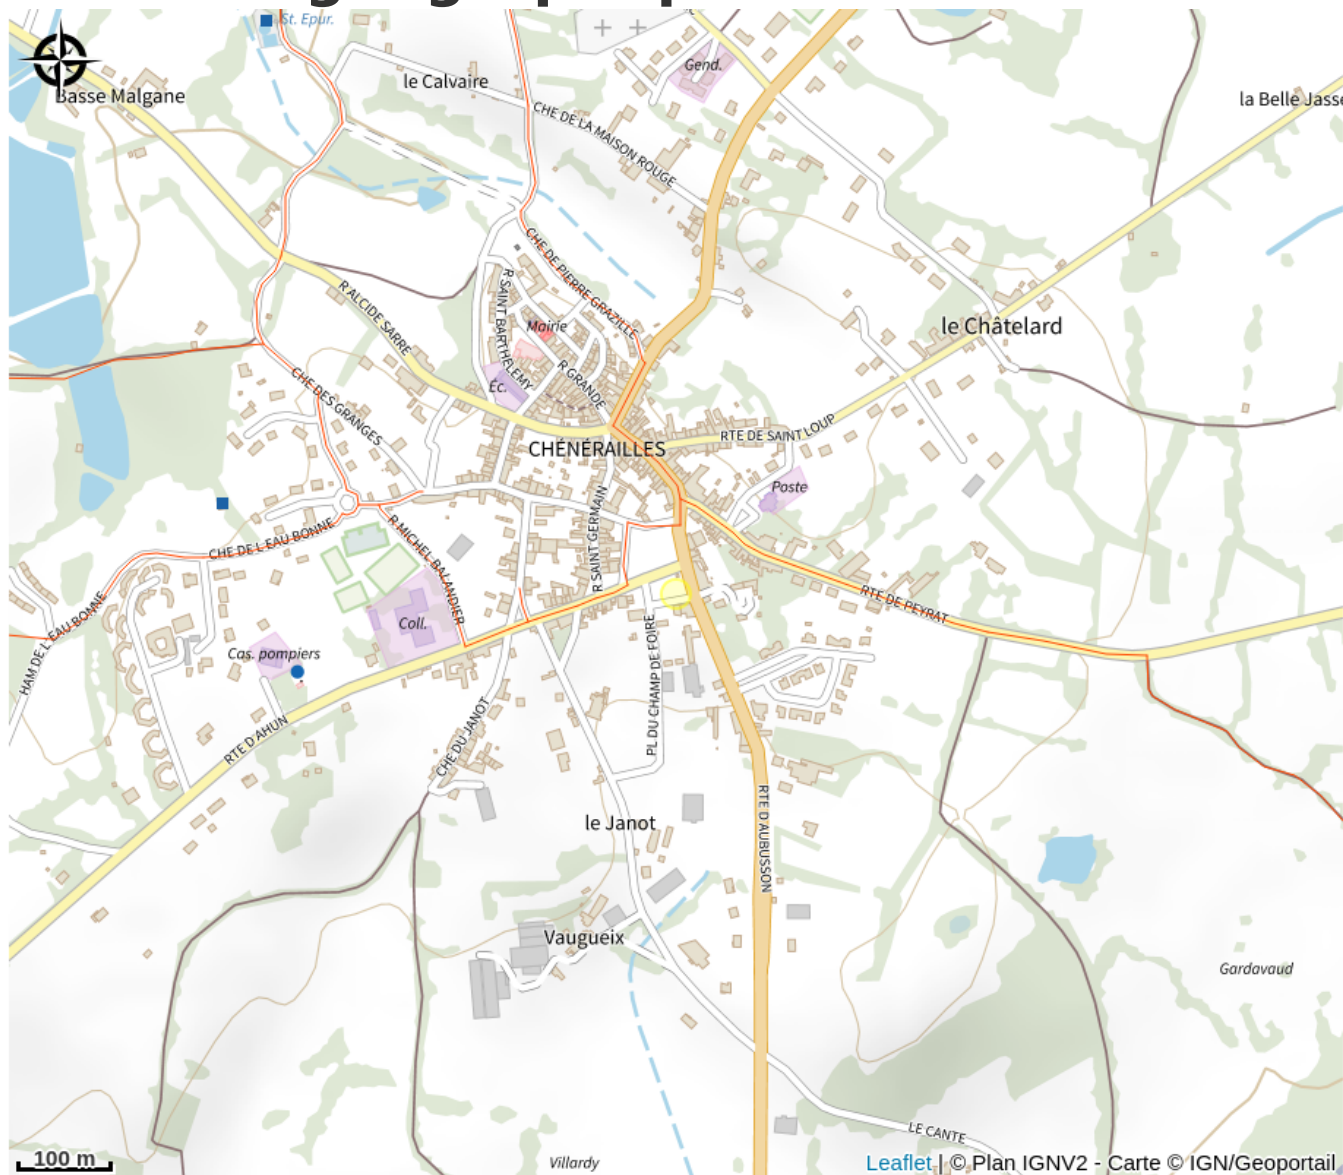 St. Epur.
le Calvaire
Gend.
Basse Malgane
la Belle Jasse
CHE DE LA MAISON ROUGE
CHE DE PIERRE GRAZILLE
R SAINT BARTHELEMY
R ALCIDE SARRE
Mairie
le Châtelard
R GRANDE
Éc.
CHE DES GRANGES
RTE DE SAINT LOUP
CHÉNÉRAILLES
Poste
R SAINT GERMAIN
CHE DE L EAU BONNE
R MICHEL BALANDIER
RTE DE PEYRAT
HAM DE L EAU BONNE
Coll.
Cas. pompiers
PL DU CHAMP DE FOIRE
RTE D AHUN
CHE DU JANOT
RTE D AUBUSSON
le Janot
Vaugueix
Gardavaud
LE CANTE
Villardy
100 m
Leaflet | © Plan IGNV2 - Carte © IGN/Geoportail